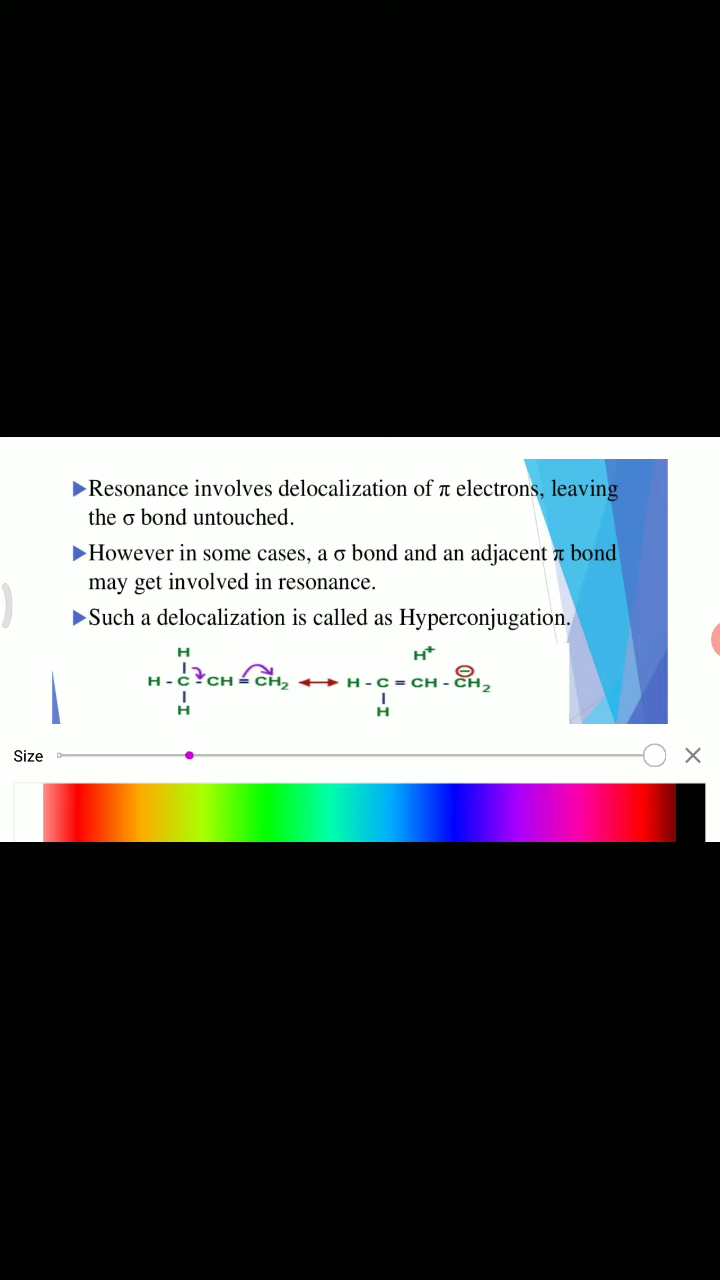 Resonance involves delocalization of π electrons, leaving
the σ bond untouched.
However in some cases, a σ bond and an adjacent π bond
may get involved in resonance.
Such a delocalization is called as Hyperconjugation.
H H⁺
H - C - CH = CH₂ ↔ H - C = CH - CH₂ ⊖
H H
Size